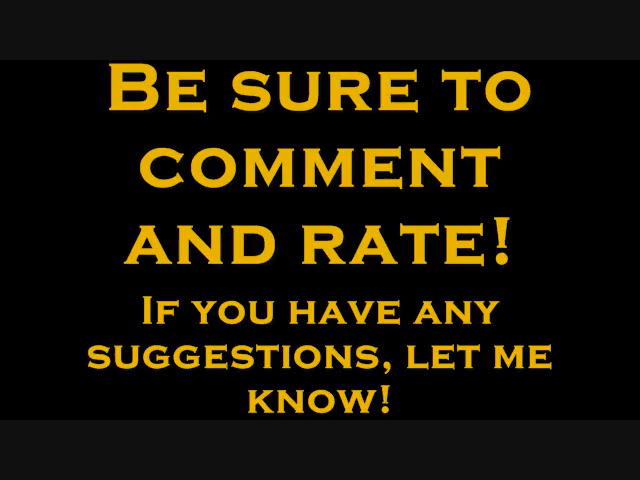 Be sure to
comment
and rate!
If you have any
suggestions, let me
know!